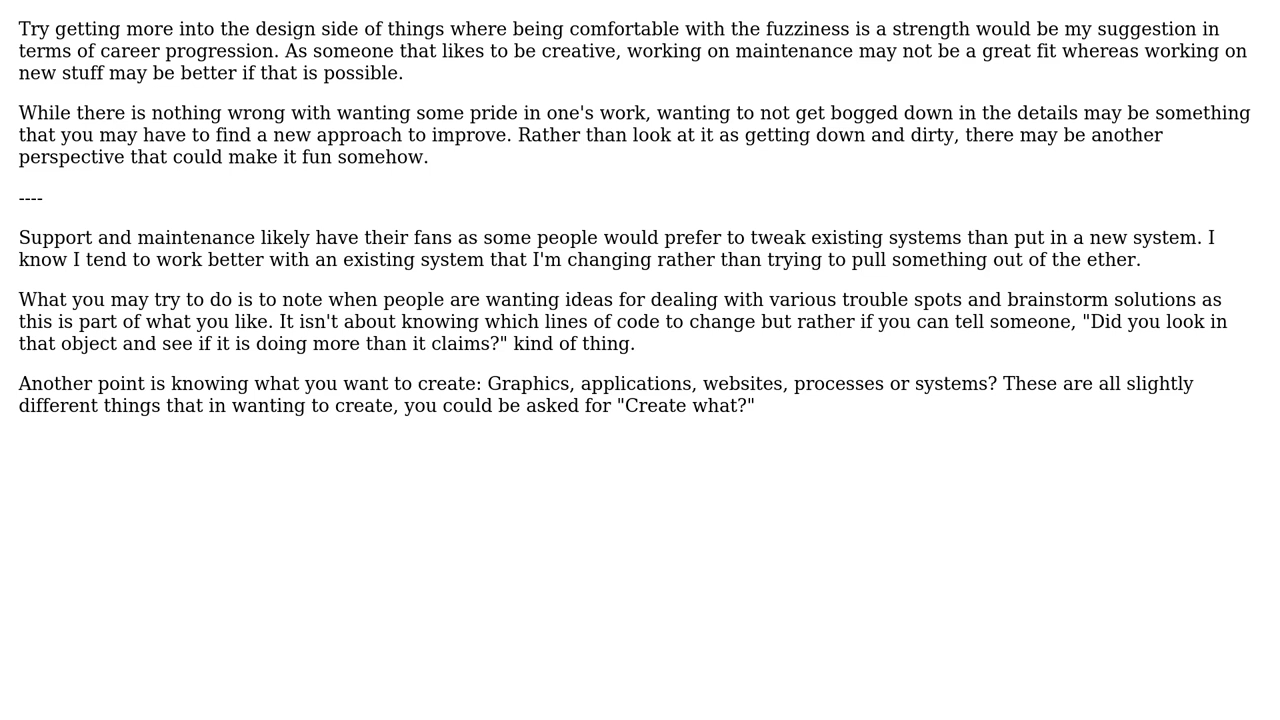 Try getting more into the design side of things where being comfortable with the fuzziness is a strength would be my suggestion in
terms of career progression. As someone that likes to be creative, working on maintenance may not be a great fit whereas working on
new stuff may be better if that is possible.
While there is nothing wrong with wanting some pride in one's work, wanting to not get bogged down in the details may be something
that you may have to find a new approach to improve. Rather than look at it as getting down and dirty, there may be another
perspective that could make it fun somehow.
----
Support and maintenance likely have their fans as some people would prefer to tweak existing systems than put in a new system. I
know I tend to work better with an existing system that I'm changing rather than trying to pull something out of the ether.
What you may try to do is to note when people are wanting ideas for dealing with various trouble spots and brainstorm solutions as
this is part of what you like. It isn't about knowing which lines of code to change but rather if you can tell someone, "Did you look in
that object and see if it is doing more than it claims?" kind of thing.
Another point is knowing what you want to create: Graphics, applications, websites, processes or systems? These are all slightly
different things that in wanting to create, you could be asked for "Create what?"